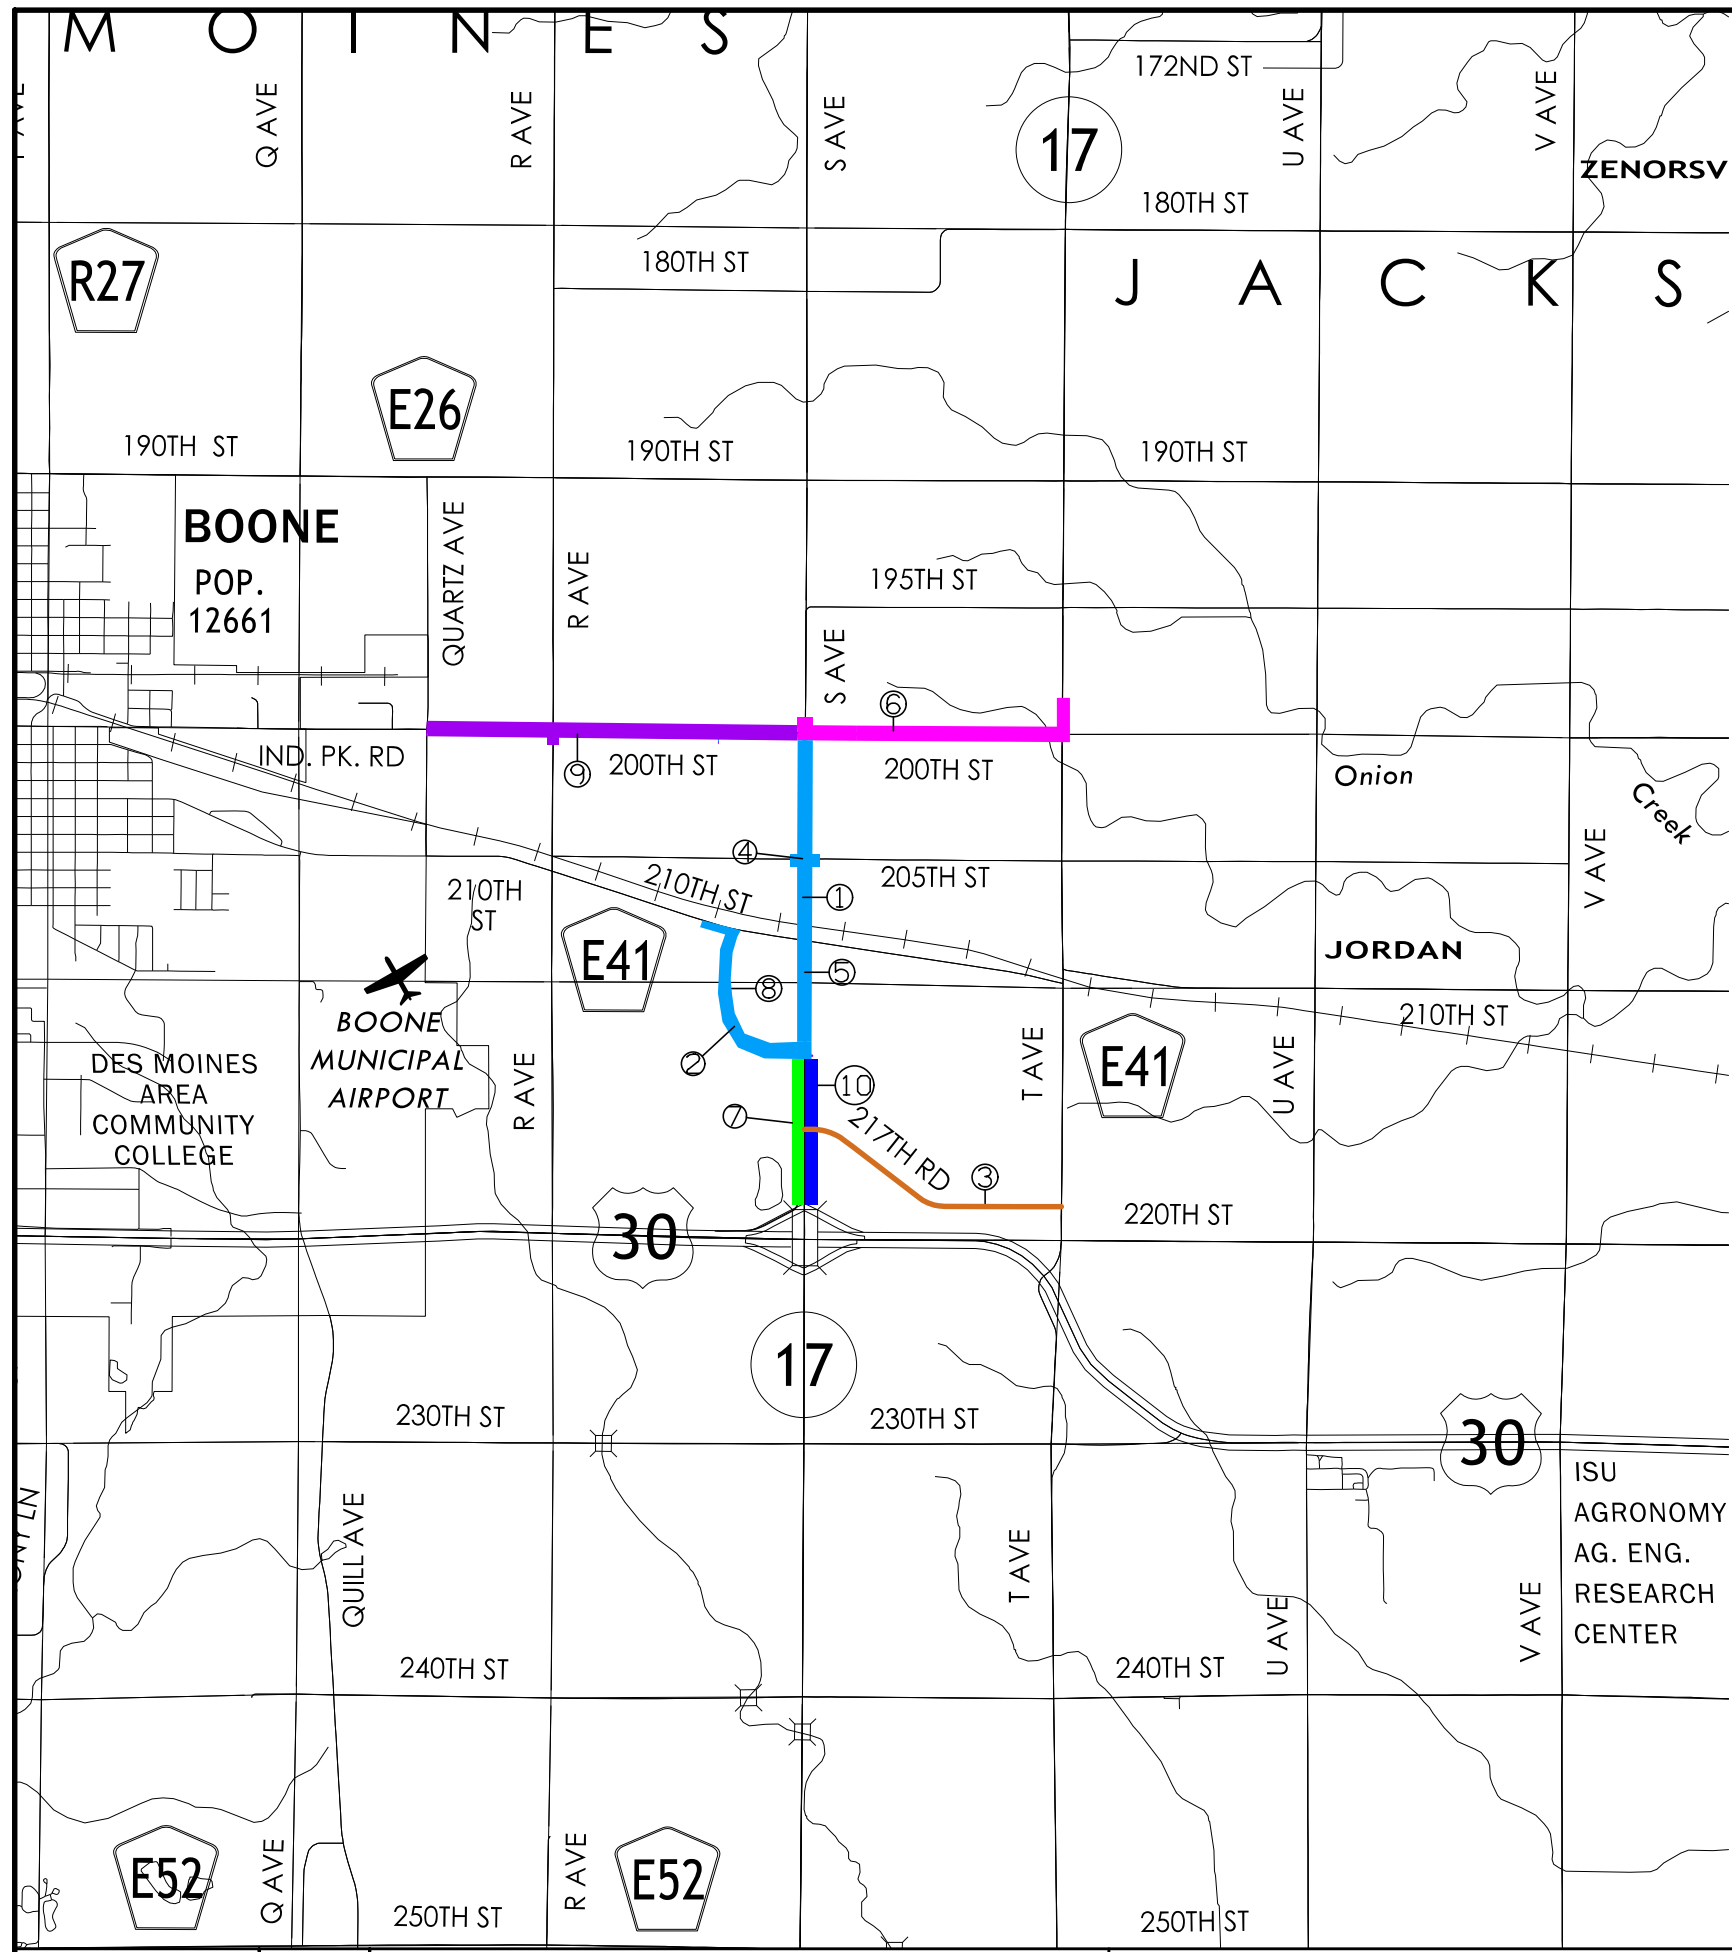 M O I N E S
172ND ST
Q AVE
R AVE
S AVE
17
U AVE
V AVE
ZENORSV
180TH ST
R27
180TH ST
J A C K S
E26
190TH ST
190TH ST
190TH ST
BOONE
POP.
12661
QUARTZ AVE
R AVE
195TH ST
S AVE
6
IND. PK. RD
9
200TH ST
200TH ST
Onion
Creek
4
210TH ST
205TH ST
V AVE
210TH
ST
1
E41
JORDAN
5
8
210TH ST
BOONE
MUNICIPAL
AIRPORT
DES MOINES
AREA
COMMUNITY
COLLEGE
R AVE
2
T AVE
E41
U AVE
10
7
217TH RD
3
30
220TH ST
17
230TH ST
230TH ST
30
ISU
AGRONOMY
AG. ENG.
RESEARCH
CENTER
QUILL AVE
T AVE
U AVE
V AVE
240TH ST
240TH ST
E52
Q AVE
R AVE
E52
250TH ST
250TH ST